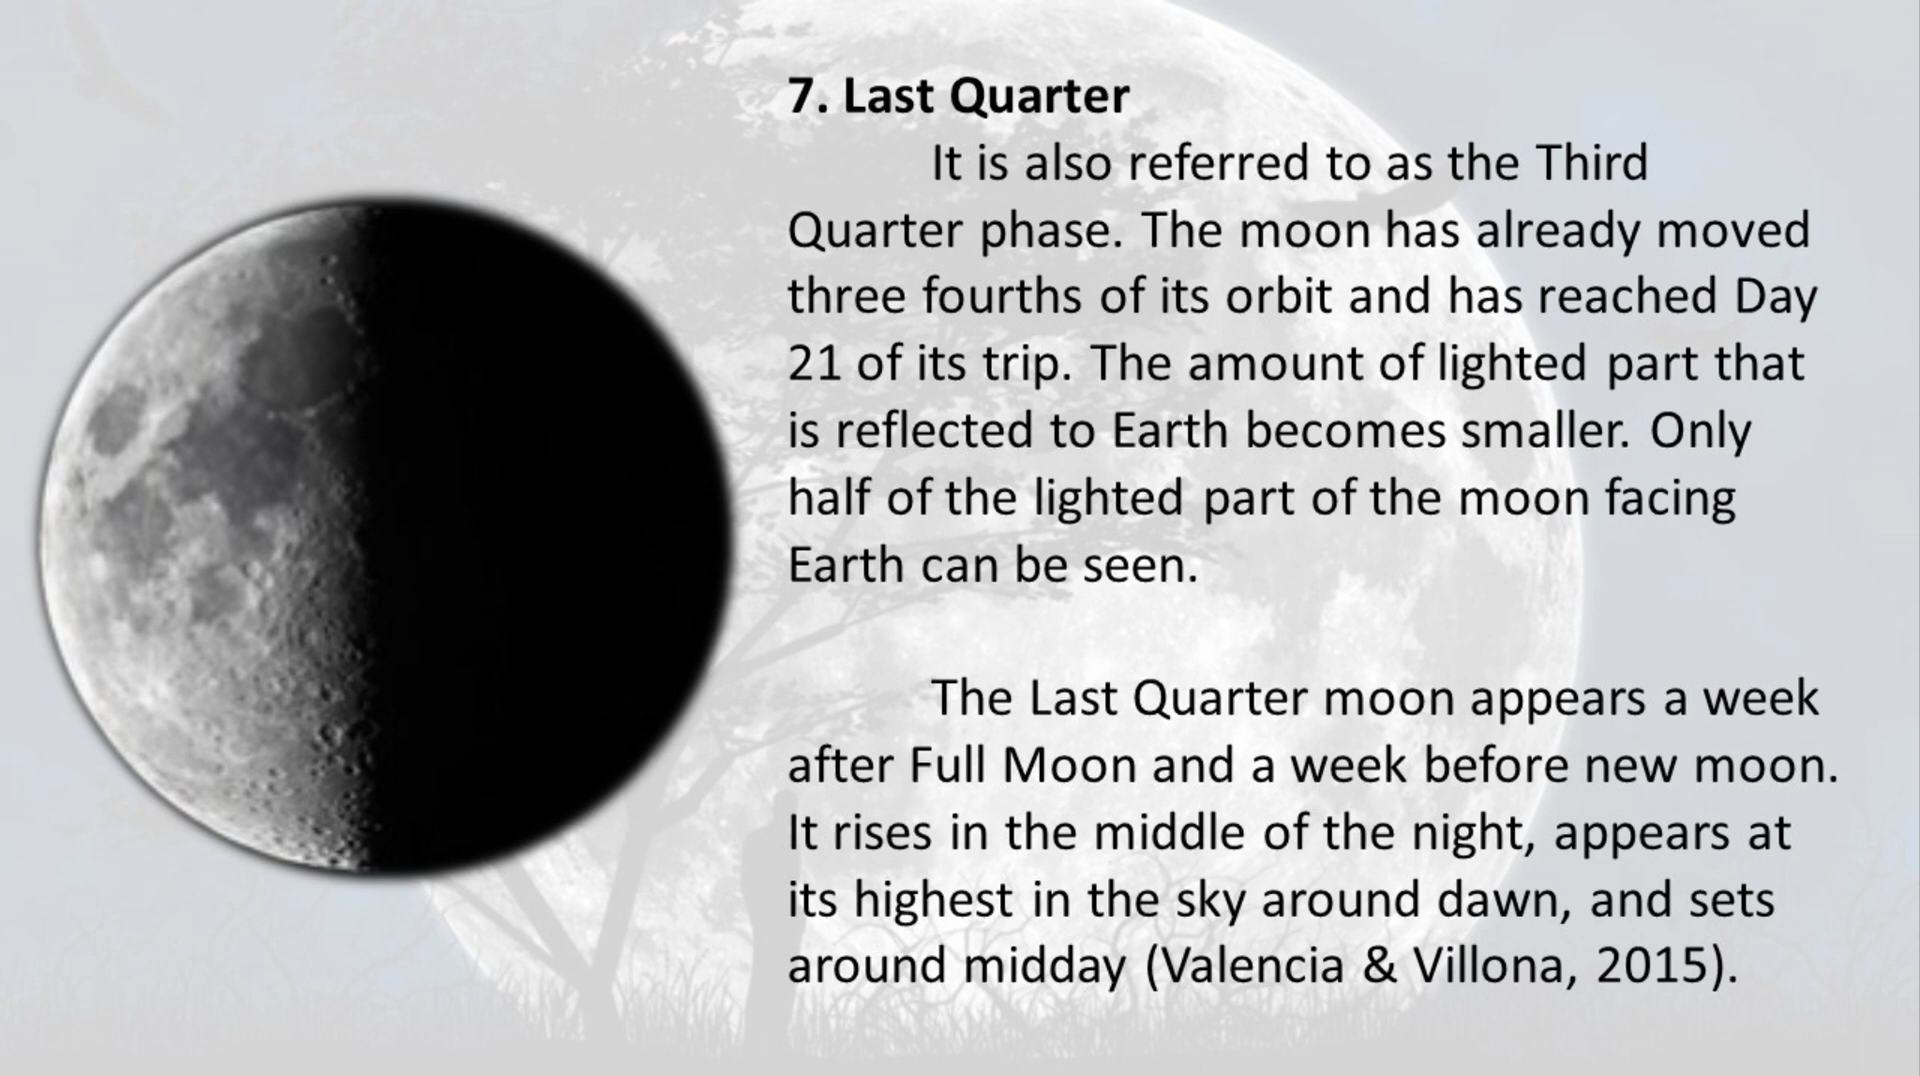 7. Last Quarter
It is also referred to as the Third
Quarter phase. The moon has already moved
three fourths of its orbit and has reached Day
21 of its trip. The amount of lighted part that
is reflected to Earth becomes smaller. Only
half of the lighted part of the moon facing
Earth can be seen.
The Last Quarter moon appears a week
after Full Moon and a week before new moon.
It rises in the middle of the night, appears at
its highest in the sky around dawn, and sets
around midday (Valencia & Villona, 2015).